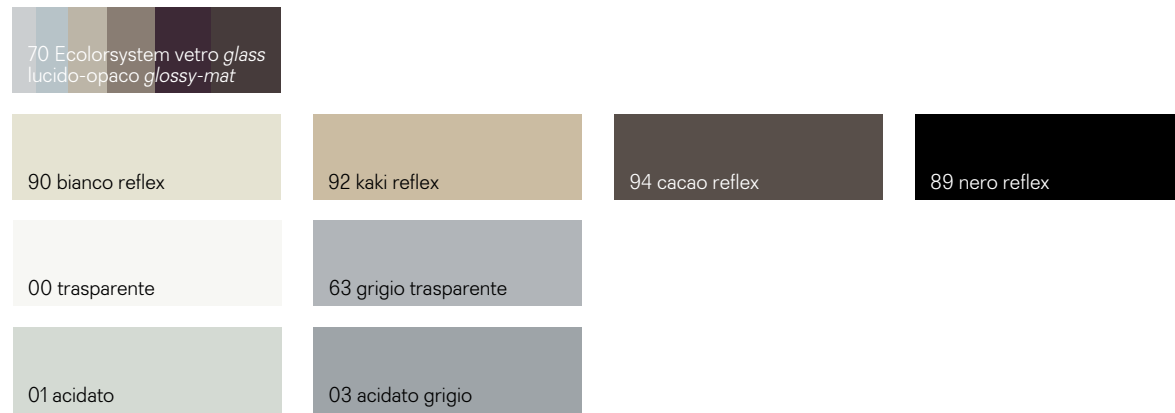 70 Ecolorsystem vetro glass
lucido-opaco glossy-mat
90 bianco reflex
92 kaki reflex
94 cacao reflex
89 nero reflex
00 trasparente
63 grigio trasparente
01 acidato
03 acidato grigio